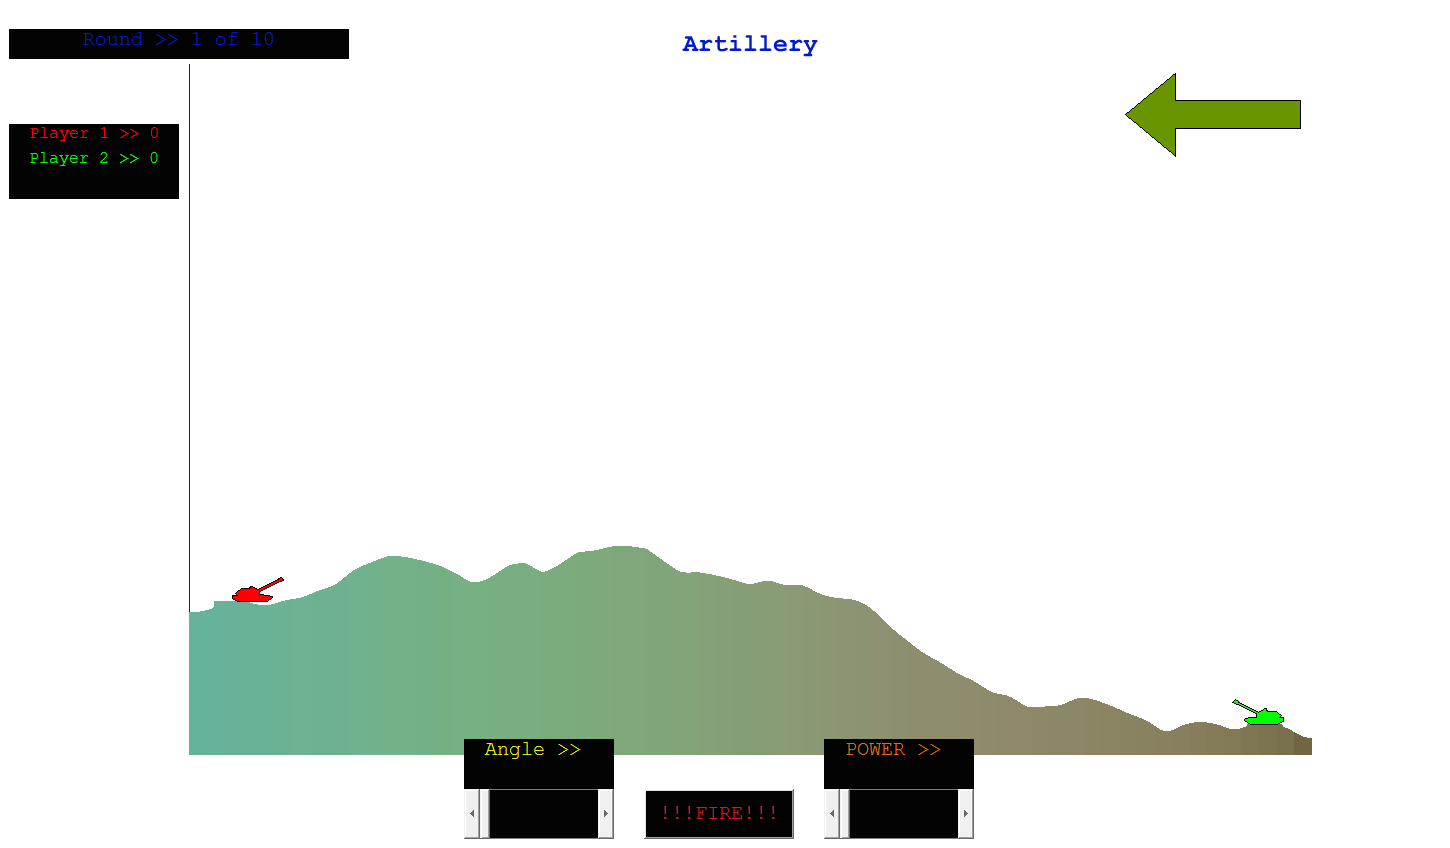 Round >> 1 of 10
Artillery
Player 1 >> 0
Player 2 >> 0
Angle >>
POWER >>
!!!FIRE!!!